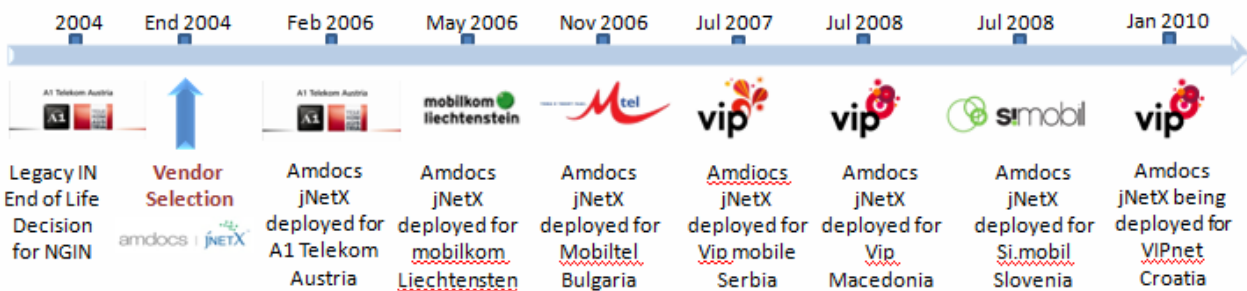 2004
End 2004
Feb 2006
May 2006
Nov 2006
Jul 2007
Jul 2008
Jul 2008
Jan 2010
A1 Telekom Austria
A1
A1 Telekom Austria
A1
mobilkom
liechtenstein
Mtel
vip
vip
si.mobil
vip
Legacy IN
End of Life
Decision
for NGIN
Vendor
Selection
amdocs | jNETX
Amdocs
jNetX
deployed for
A1 Telekom
Austria
Amdocs
jNetX
deployed for
mobilkom
Liechtensten
Amdocs
jNetX
deployed for
Mobiltel
Bulgaria
Amdiocs
jNetX
deployed for
Vip mobile
Serbia
Amdocs
jNetX
deployed for
Vip
Macedonia
Amdocs
jNetX
deployed for
Si.mobil
Slovenia
Amdocs
jNetX being
deployed for
VIPnet
Croatia